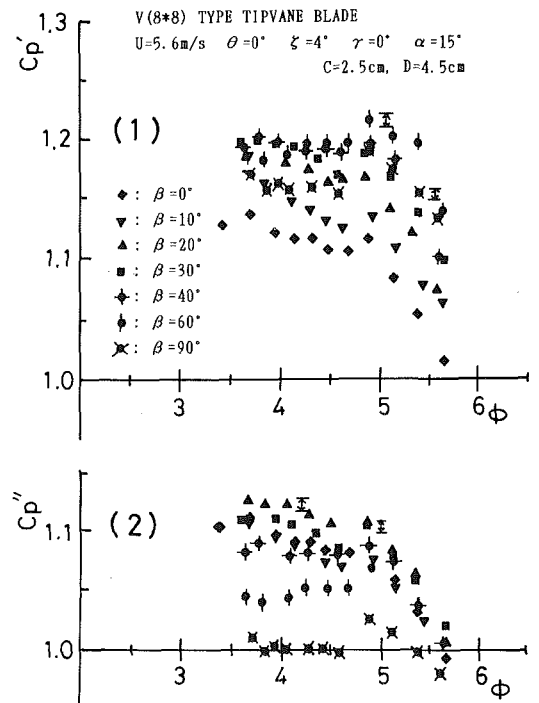 V(8*8) TYPE TIPVANE BLADE
U=5.6m/s θ=0° ζ=4° γ=0° α=15°
C=2.5cm, D=4.5cm
Cp′
1.3
1.2
1.1
1.0
(1)
: β=0°
: β=10°
: β=20°
: β=30°
: β=40°
: β=60°
: β=90°
3 4 5 6 Φ
Cp″
1.1
1.0
(2)
3 4 5 6 Φ